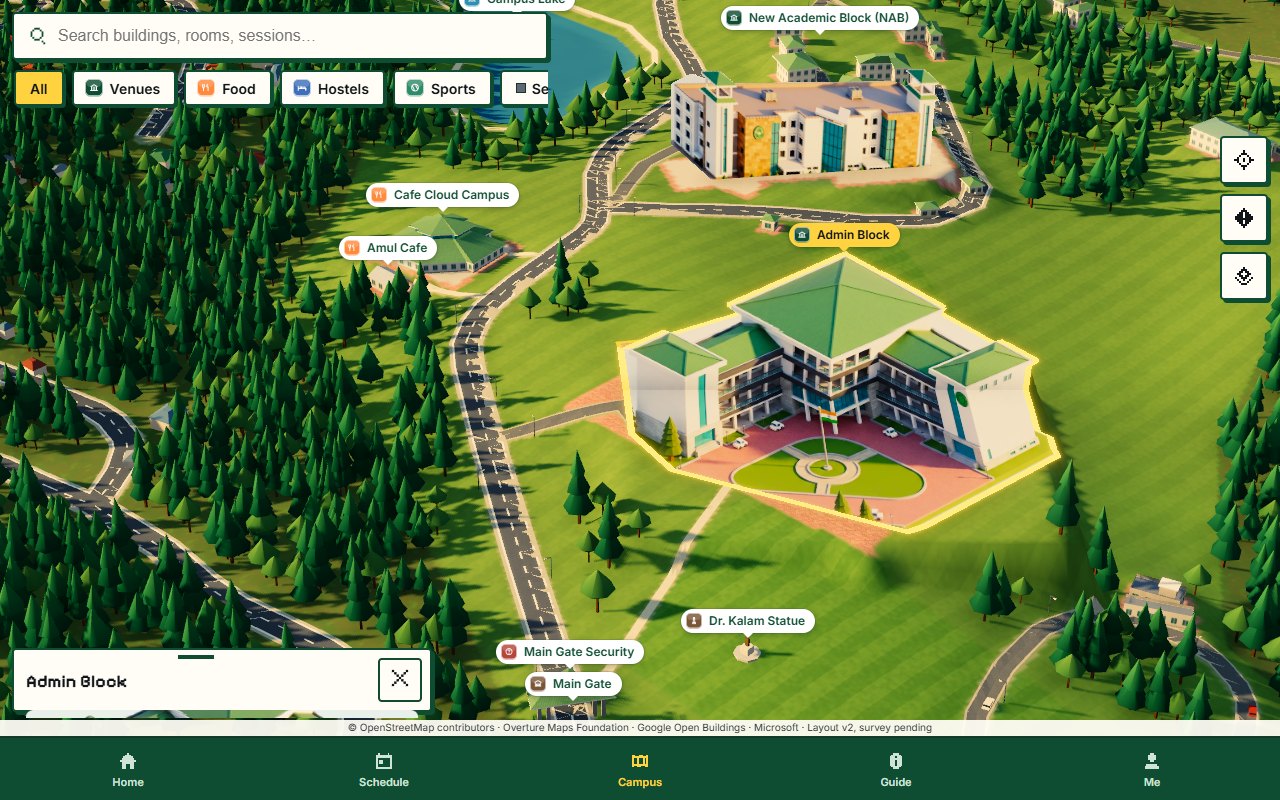 Campus Lake
New Academic Block (NAB)
Search buildings, rooms, sessions...
All
Venues
Food
Hostels
Sports
Se
Cafe Cloud Campus
Amul Cafe
Admin Block
Dr. Kalam Statue
Main Gate Security
Main Gate
Admin Block
© OpenStreetMap contributors · Overture Maps Foundation · Google Open Buildings · Microsoft · Layout v2, survey pending
Home
Schedule
Campus
Guide
Me